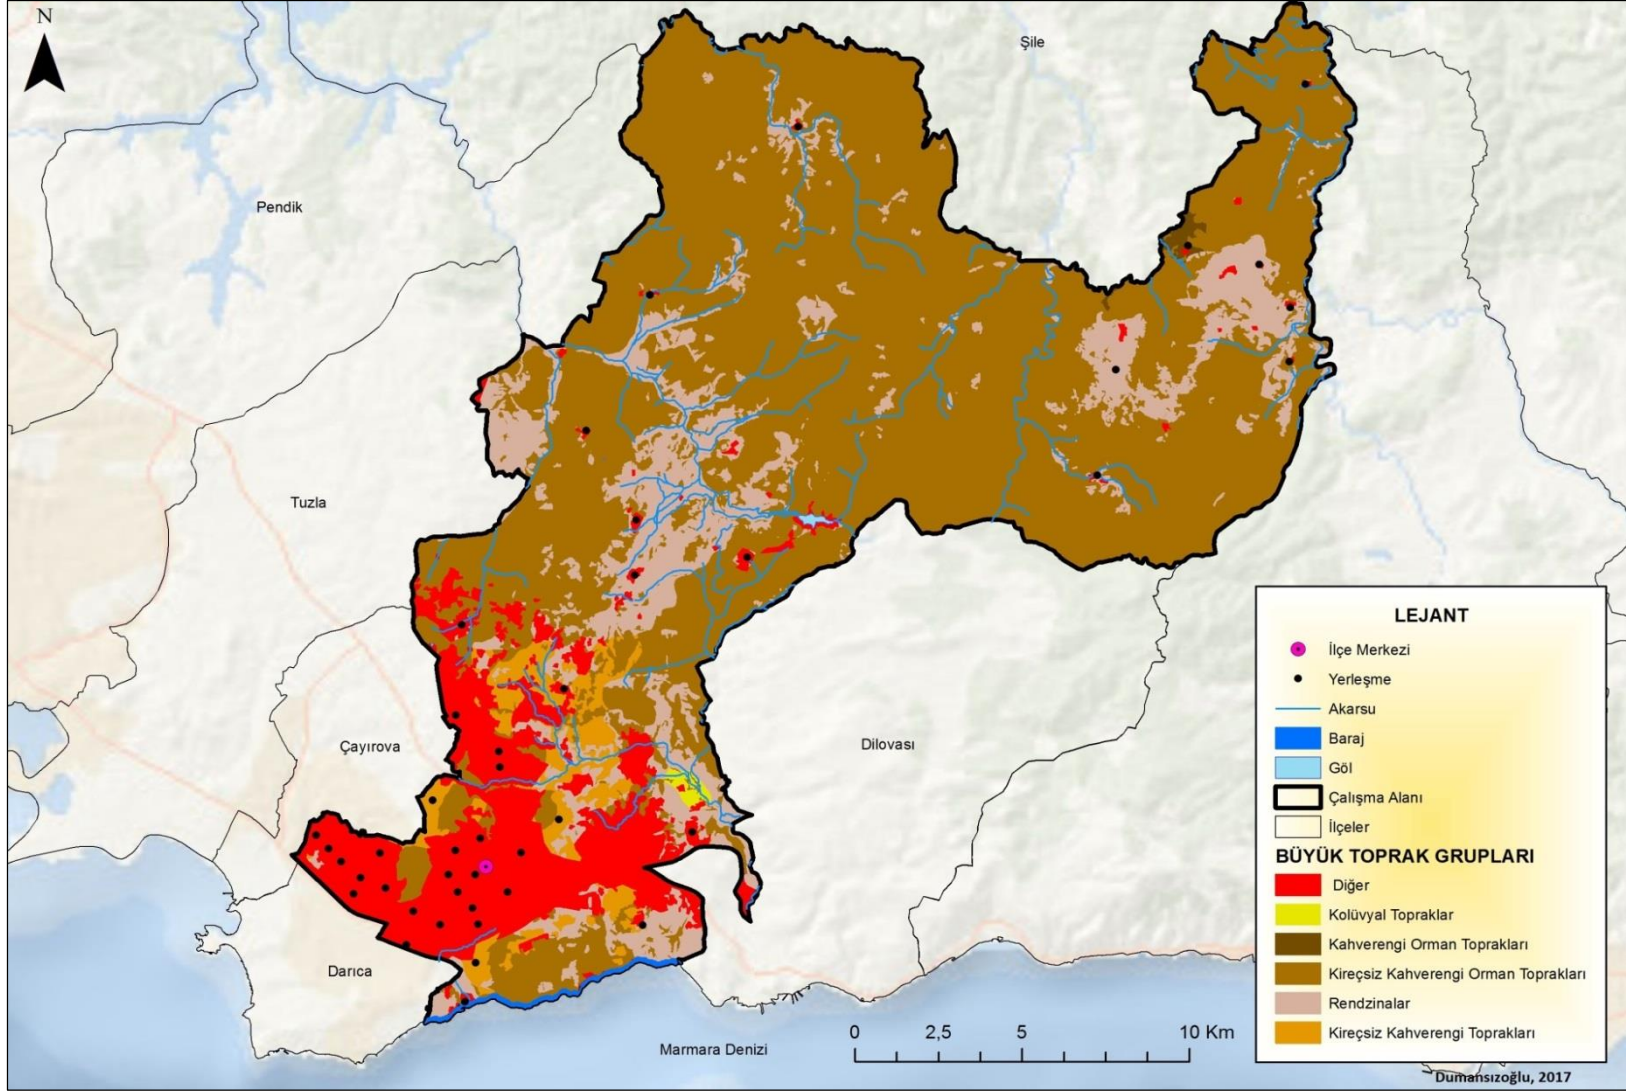 N
Şile
Pendik
Tuzla
Çayırova
Dilovası
Darıca
Marmara Denizi
0 2,5 5 10 Km
LEJANT
İlçe Merkezi
Yerleşme
Akarsu
Baraj
Göl
Çalışma Alanı
İlçeler
BÜYÜK TOPRAK GRUPLARI
Diğer
Kolüvyal Topraklar
Kahverengi Orman Toprakları
Kireçsiz Kahverengi Orman Toprakları
Rendzinalar
Kireçsiz Kahverengi Toprakları
Dumansızoğlu, 2017